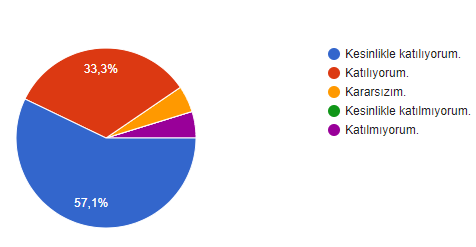 33,3%
57,1%
Kesinlikle katılıyorum.
Katılıyorum.
Kararsızım.
Kesinlikle katılmıyorum.
Katılmıyorum.